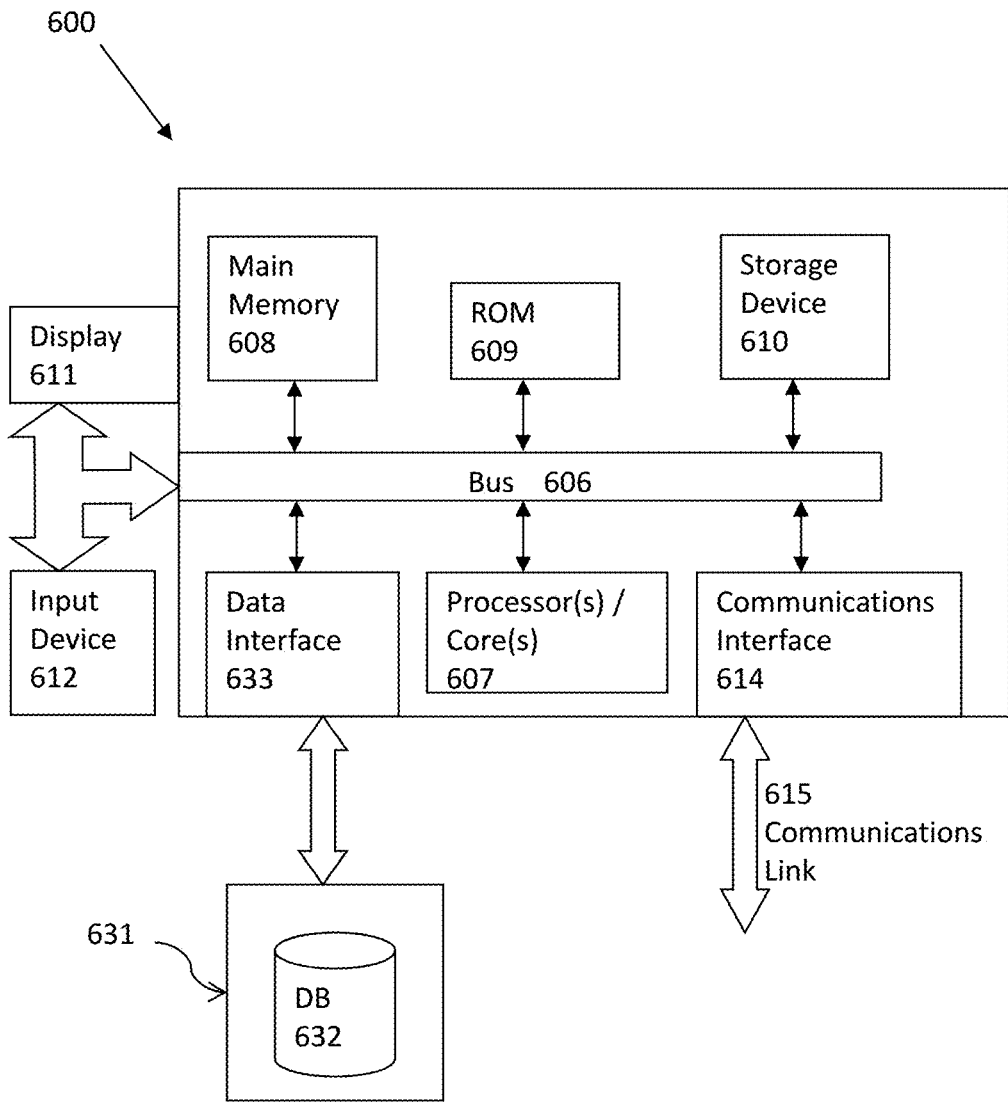 600
Main
Memory
608
ROM
609
Storage
Device
610
Display
611
Bus 606
Input
Device
612
Data
Interface
633
Processor(s) /
Core(s)
607
Communications
Interface
614
615
Communications
Link
631
DB
632